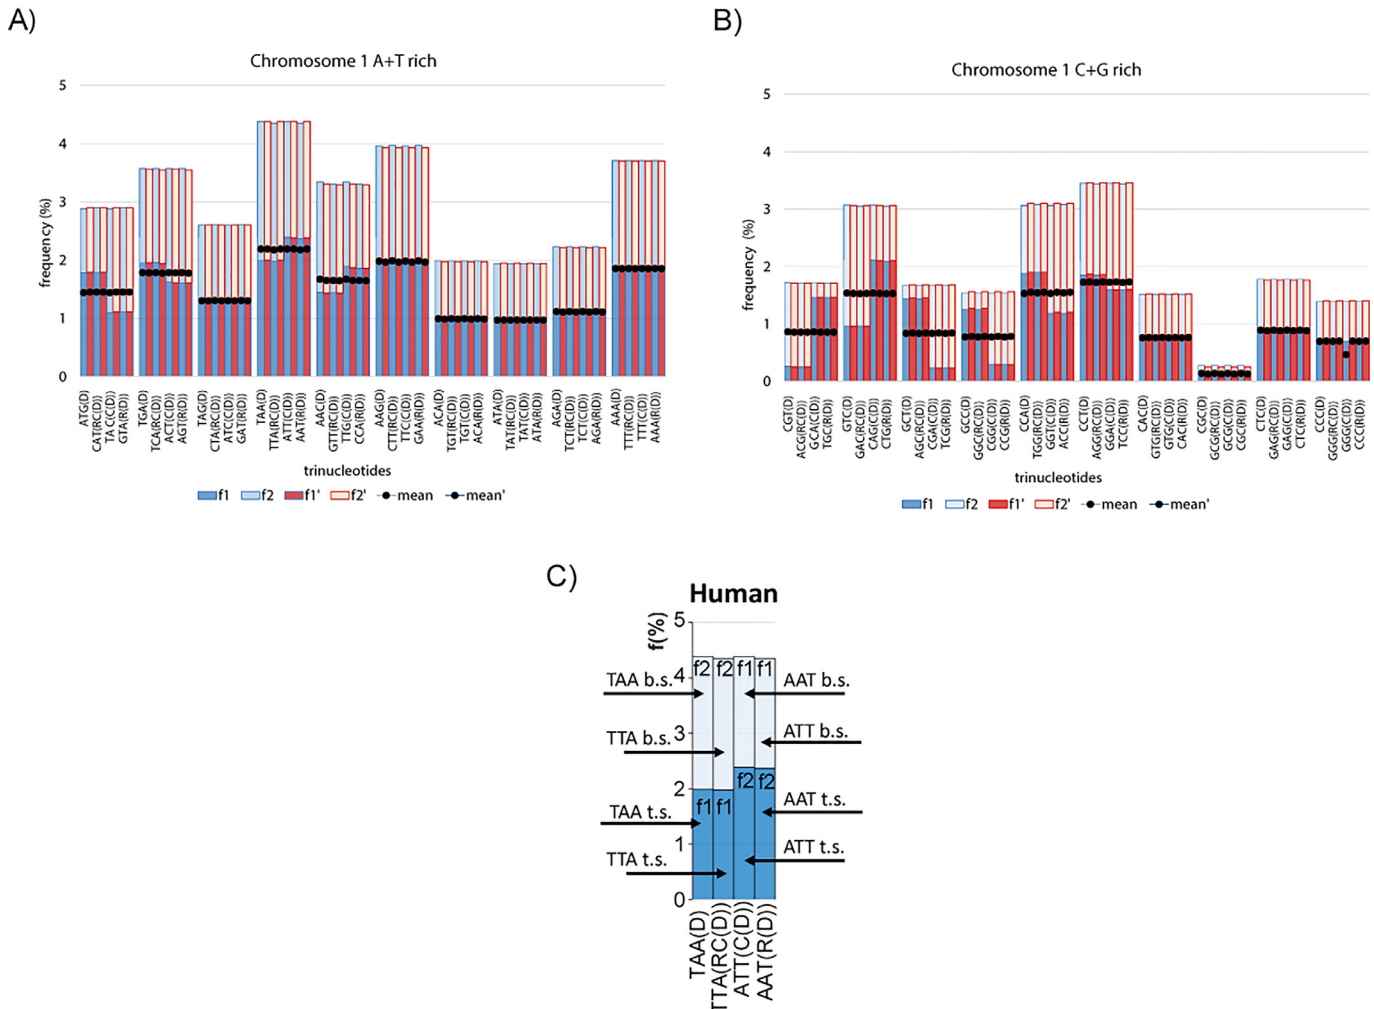 A)
Chromosome 1 A+T rich
5
4
3
2
1
0
frequency (%)
ATG(D)
CAT(RC(D))
TA C(C(D))
GTA(R(D))
TGA(D)
TCA(RC(D))
ACT(C(D))
AGT(R(D))
TAG(D)
CTA(RC(D))
ATC(C(D))
GAT(R(D))
TAA(D)
TTA(RC(D))
ATT(C(D))
AAT(R(D))
AAC(D)
GTT(RC(D))
TTG(C(D))
CCA(R(D))
AAG(D)
CTT(RC(D))
TTC(C(D))
GAA(R(D))
ACA(D)
TGT(RC(D))
TGT(C(D))
ACA(R(D))
ATA(D)
TAT(RC(D))
TAT(C(D))
ATA(R(D))
AGA(D)
TCT(RC(D))
TCT(C(D))
AGA(R(D))
AAA(D)
TTT(RC(D))
TTT(C(D))
AAA(R(D))
trinucleotides
f1 f2 f1' f2' mean mean'
B)
Chromosome 1 C+G rich
5
4
3
2
1
0
frequency (%)
CGT(D)
ACG(RC(D))
GCA(C(D))
TGC(R(D))
GTC(D)
GAC(RC(D))
CAG(C(D))
CTG(R(D))
GCT(D)
AGC(RC(D))
CGA(C(D))
TCG(R(D))
GCC(D)
GGC(RC(D))
CGG(C(D))
CCG(R(D))
CCA(D)
TGG(RC(D))
GGT(C(D))
ACC(R(D))
CCT(D)
AGG(RC(D))
GGA(C(D))
TCC(R(D))
CAC(D)
GTG(RC(D))
GTG(C(D))
CAC(R(D))
CGC(D)
GCG(RC(D))
GCG(C(D))
CGC(R(D))
CTC(D)
GAG(RC(D))
GAG(C(D))
CTC(R(D))
CCC(D)
GGG(RC(D))
GGG(C(D))
CCC(R(D))
trinucleotides
f1 f2 f1' f2' mean mean'
C)
Human
f(%)
5
4
3
2
1
0
f2 f2 f1 f1
TAA b.s. AAT b.s.
TTA b.s. ATT b.s.
f1 f1 f2 f2
TAA t.s. AAT t.s.
TTA t.s. ATT t.s.
TAA(D)
TTA(RC(D))
ATT(C(D))
AAT(R(D))